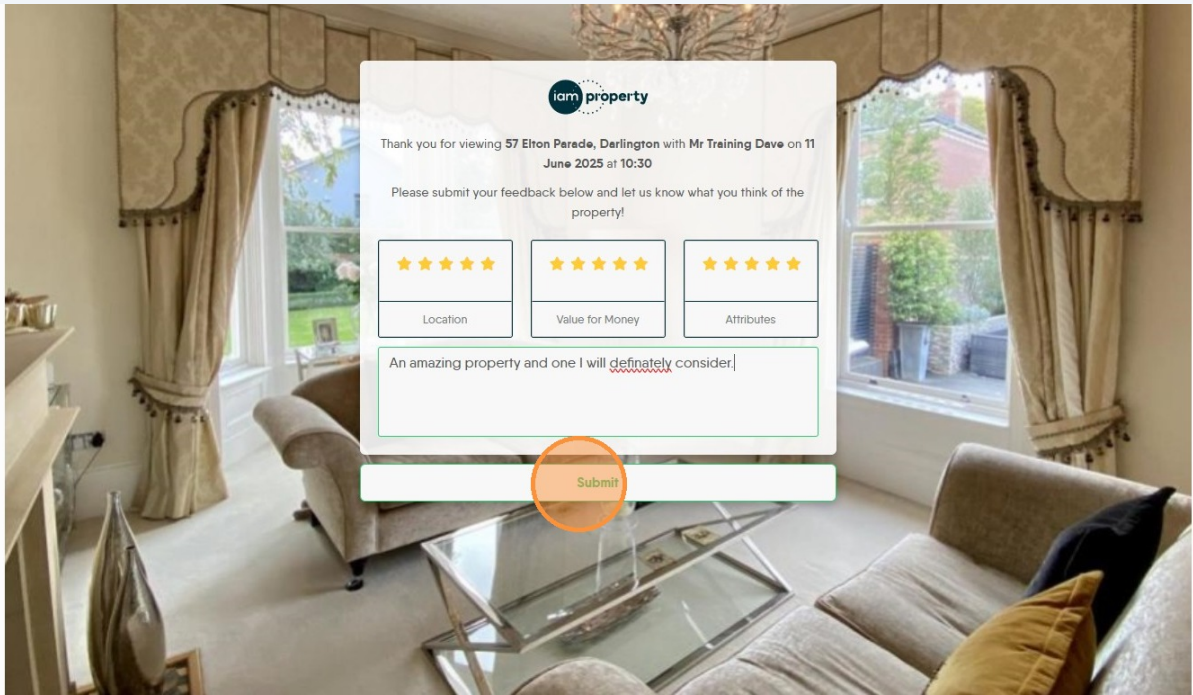 iam property
Thank you for viewing 57 Elton Parade, Darlington with Mr Training Dave on 11
June 2025 at 10:30
Please submit your feedback below and let us know what you think of the
property!
Location
Value for Money
Attributes
An amazing property and one I will definately consider.
Submit